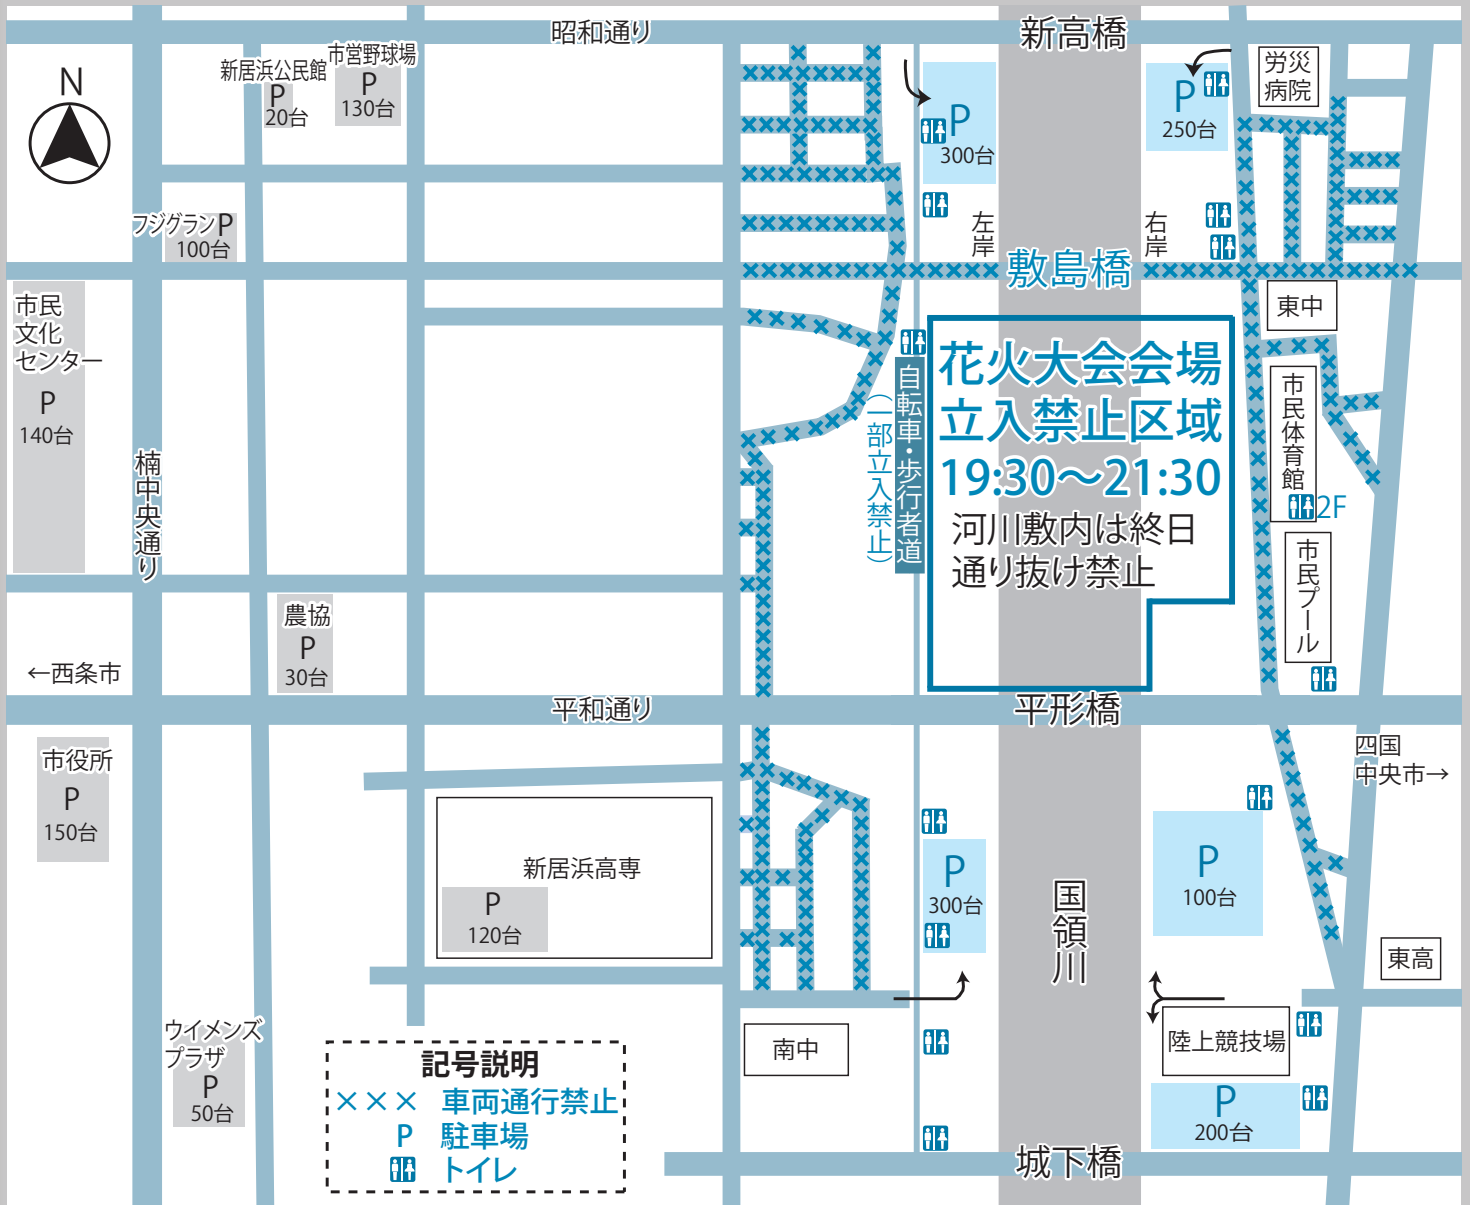 昭和通り
新高橋
N
新居浜公民館
P
20台
市営野球場
P
130台
P
300台
P
250台
労災
病院
フジグランP
100台
左岸
右岸
敷島橋
東中
市民
文化
センター
P
140台
楠中央通り
自転車・歩行者道
(一部立入禁止)
花火大会会場
立入禁止区域
19:30〜21:30
河川敷内は終日
通り抜け禁止
市民体育館
2F
市民プール
農協
P
30台
←西条市
平和通り
平形橋
四国
中央市→
市役所
P
150台
新居浜高専
P
120台
P
300台
国領川
P
100台
東高
南中
陸上競技場
P
200台
ウイメンズ
プラザ
P
50台
記号説明
××× 車両通行禁止
P 駐車場
トイレ
城下橋